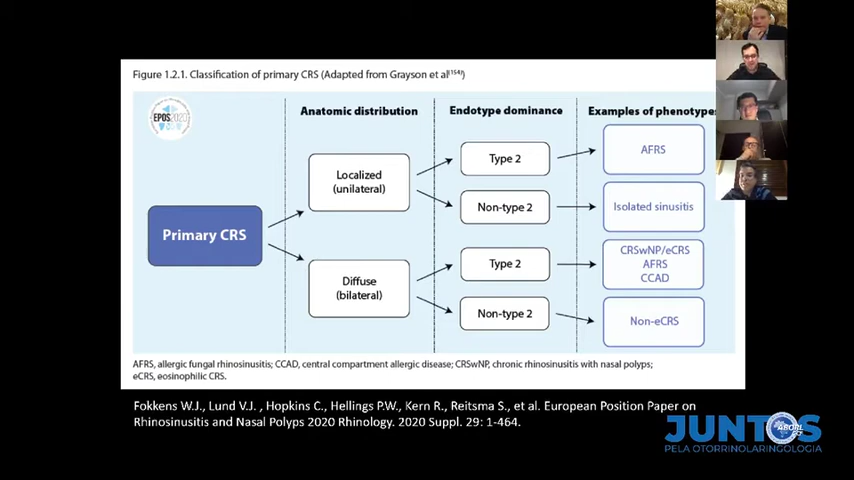 Figure 1.2.1. Classification of primary CRS (Adapted from Grayson et al(154))
EPOS2020
Anatomic distribution
Endotype dominance
Examples of phenotypes
Primary CRS
Localized
(unilateral)
Type 2
AFRS
Non-type 2
Isolated sinusitis
Diffuse
(bilateral)
Type 2
CRSwNP/eCRS
AFRS
CCAD
Non-type 2
Non-eCRS
AFRS, allergic fungal rhinosinusitis; CCAD, central compartment allergic disease; CRSwNP, chronic rhinosinusitis with nasal polyps;
eCRS, eosinophilic CRS.
Fokkens W.J., Lund V.J. , Hopkins C., Hellings P.W., Kern R., Reitsma S., et al. European Position Paper on
Rhinosinusitis and Nasal Polyps 2020 Rhinology. 2020 Suppl. 29: 1-464.
JUNTOS
PELA OTORRINOLARINGOLOGIA